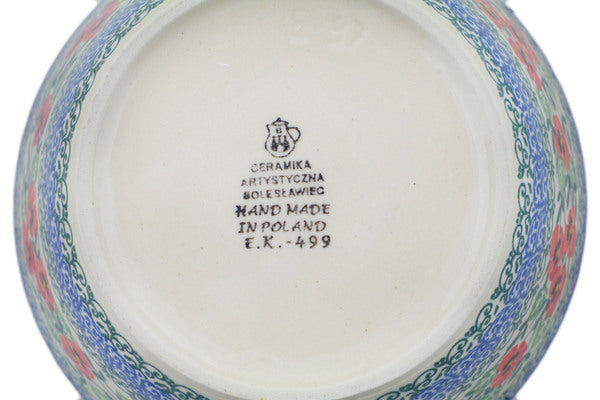 B
CERAMIKA
ARTYSTYCZNA
BOLESŁAWIEC
HAND MADE
IN POLAND
E.K.-499